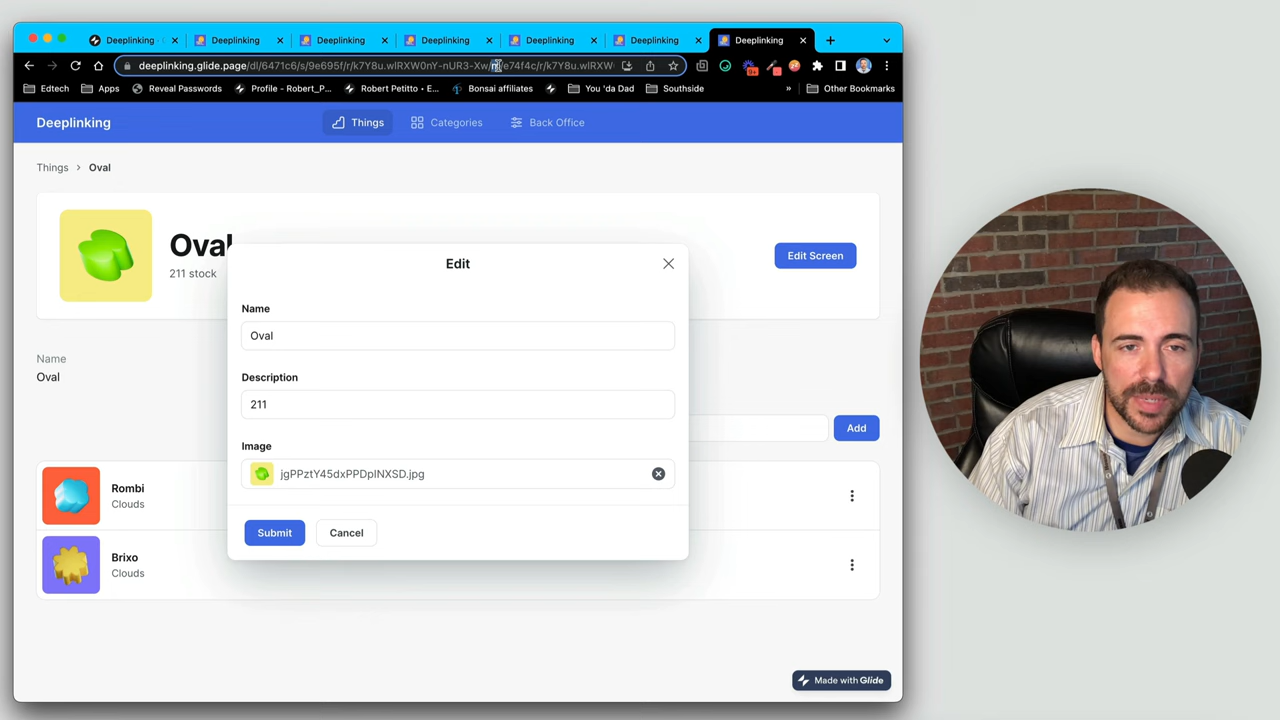 Deeplinking
Deeplinking
Deeplinking
Deeplinking
Deeplinking
Deeplinking
Deeplinking
Edtech
Apps
Reveal Passwords
Profile - Robert_P...
Robert Petitto • E...
Bonsai affiliates
You 'da Dad
Southside
»
Other Bookmarks
Deeplinking
Things
Categories
Back Office
Things > Oval
Oval
211 stock
Edit Screen
Edit
Name
Oval
Description
211
Image
Submit
Cancel
Name
Oval
Add
Rombi
Clouds
Brixo
Clouds
Made with Glide